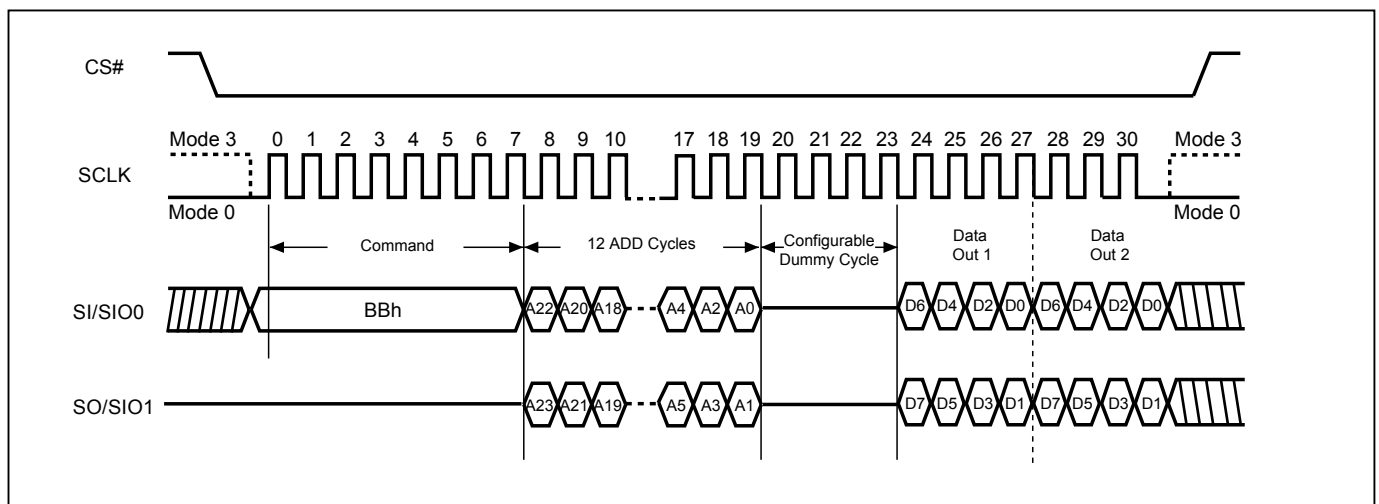 CS#
Mode 3 0 1 2 3 4 5 6 7 8 9 10 17 18 19 20 21 22 23 24 25 26 27 28 29 30 Mode 3
SCLK
Mode 0 Mode 0
Command 12 ADD Cycles Configurable Data Data
Dummy Cycle Out 1 Out 2
SI/SIO0 BBh A22 A20 A18 A4 A2 A0 D6 D4 D2 D0 D6 D4 D2 D0
SO/SIO1 A23 A21 A19 A5 A3 A1 D7 D5 D3 D1 D7 D5 D3 D1